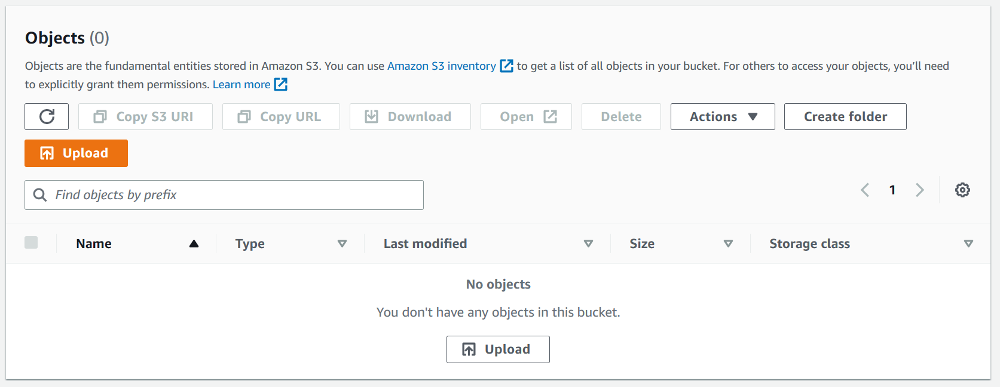 Objects (0)
Objects are the fundamental entities stored in Amazon S3. You can use Amazon S3 inventory to get a list of all objects in your bucket. For others to access your objects, you’ll need
to explicitly grant them permissions. Learn more
Copy S3 URI Copy URL Download Open Delete Actions Create folder
Upload
Find objects by prefix
1
Name Type Last modified Size Storage class
No objects
You don't have any objects in this bucket.
Upload